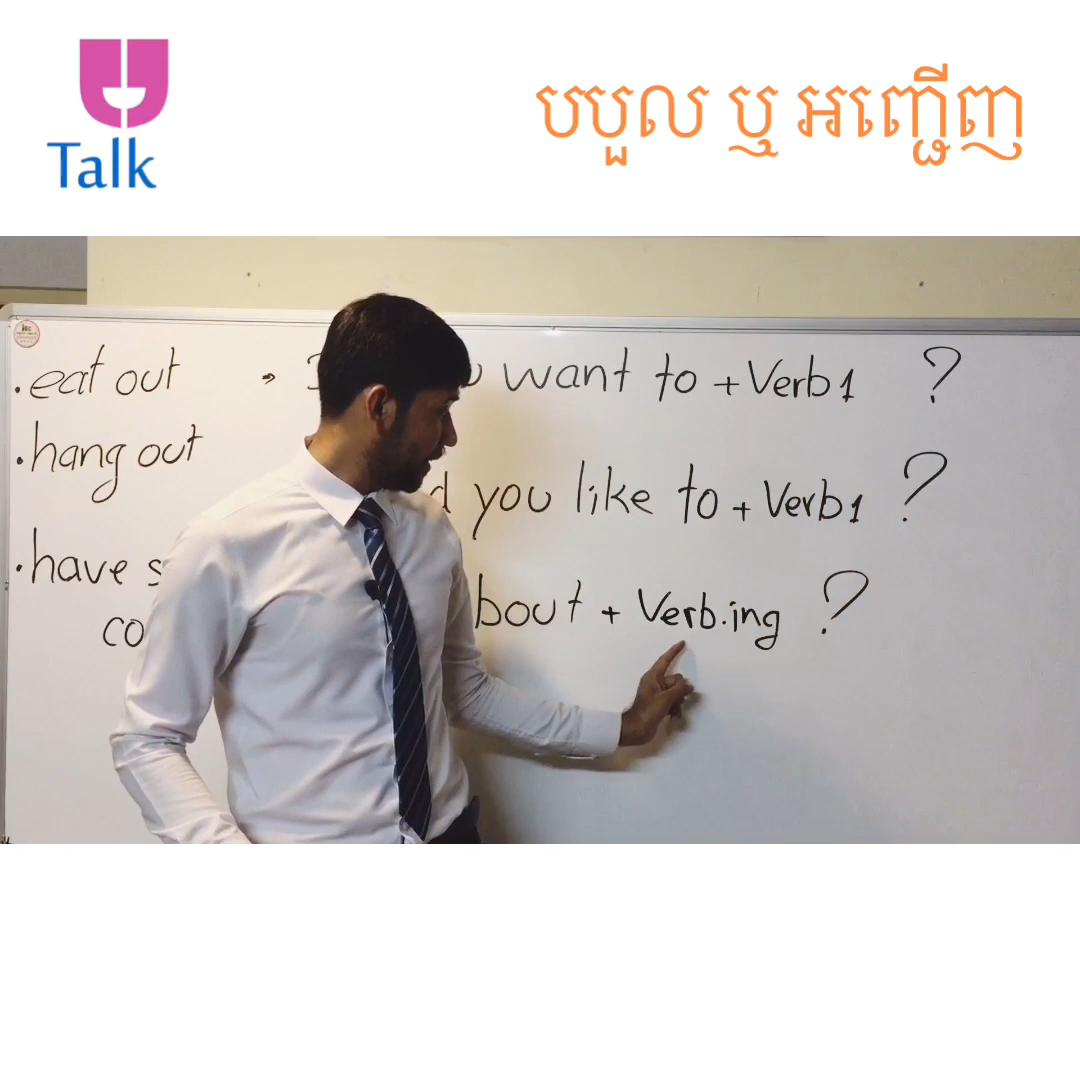 Talk
បបួល ឬ អញ្ជើញ
• eat out
• want to + Verb1 ?
• hang out
you like to + Verb1 ?
• have
bout + Verb.ing ?